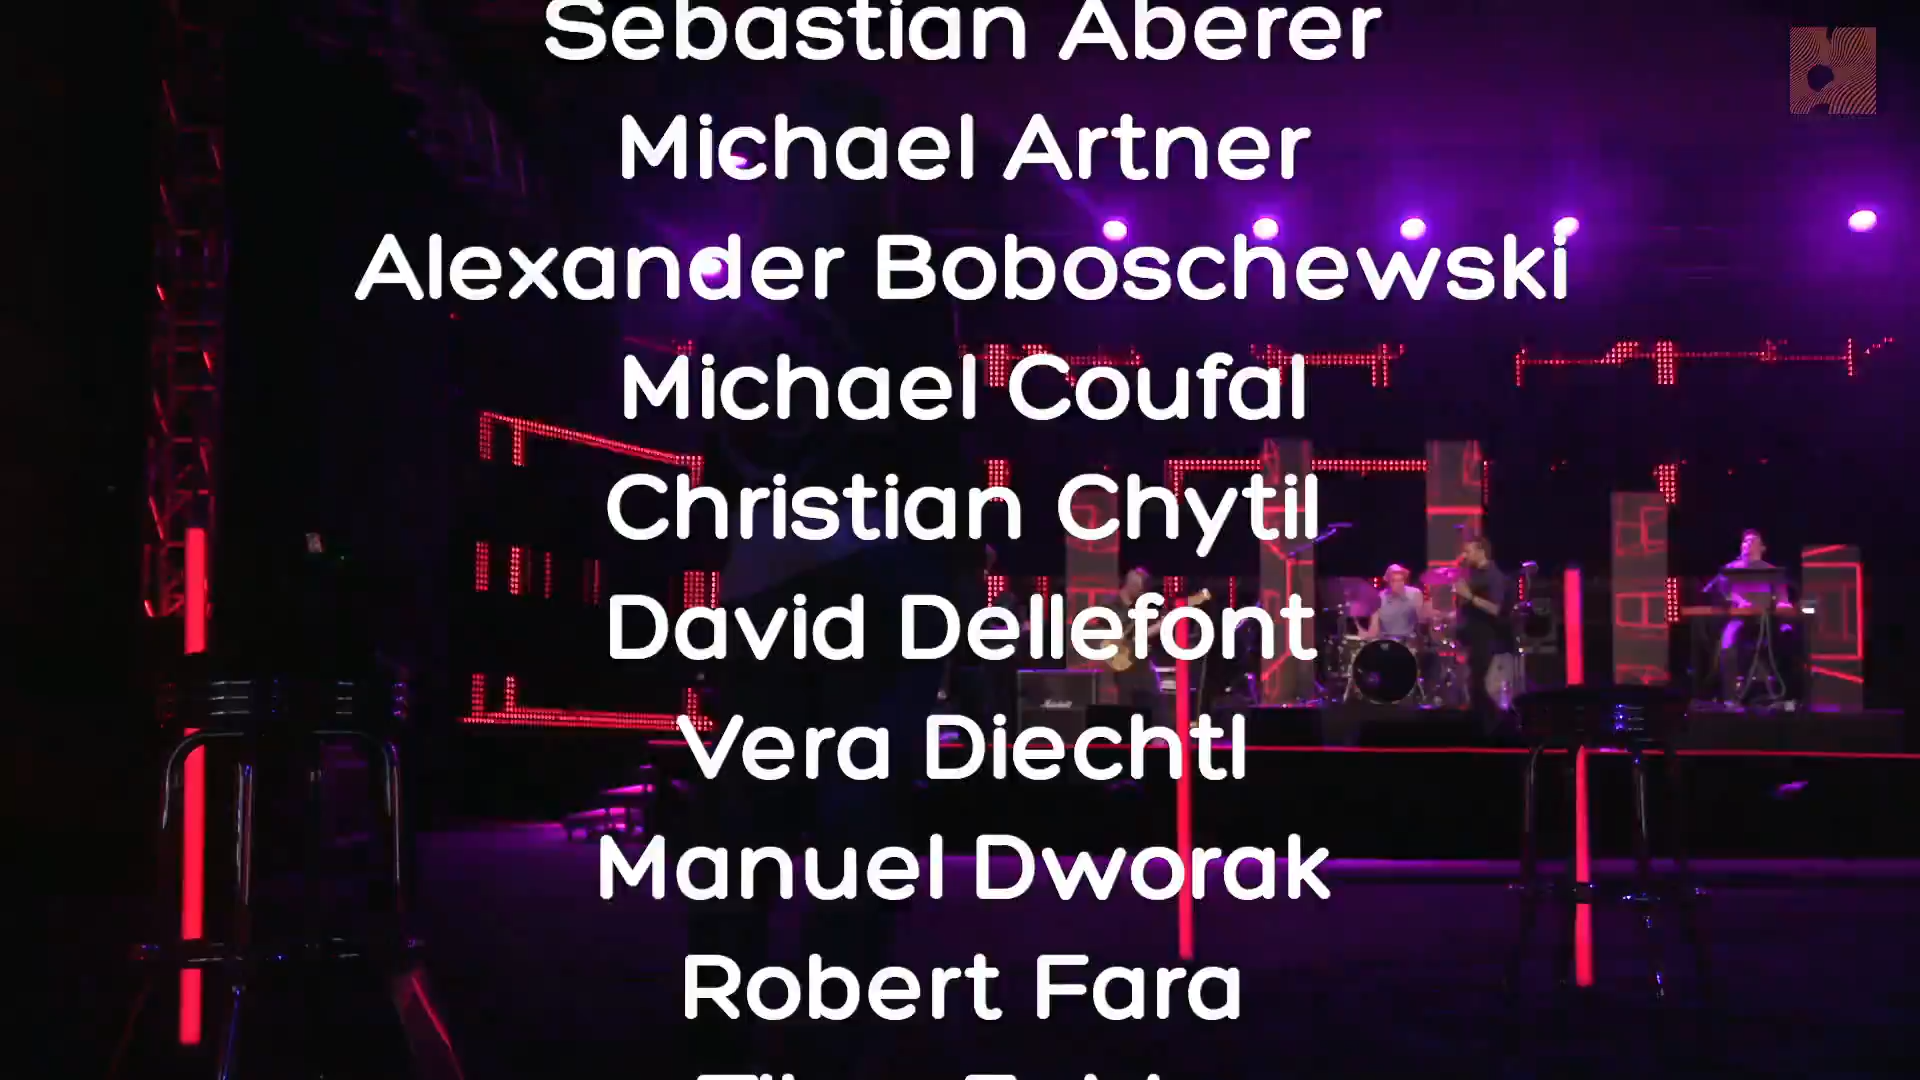 Sebastian Aberer
Michael Artner
Alexander Boboschewski
Michael Coufal
Christian Chytil
David Dellefont
Vera Diechtl
Manuel Dworak
Robert Fara